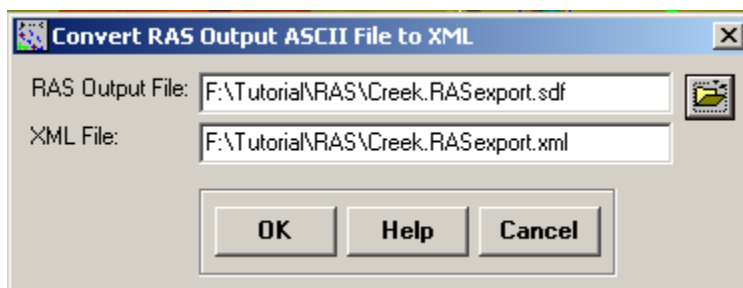 Convert RAS Output ASCII File to XML
RAS Output File: F:\Tutorial\RAS\Creek.RASexport.sdf
XML File: F:\Tutorial\RAS\Creek.RASexport.xml
OK Help Cancel